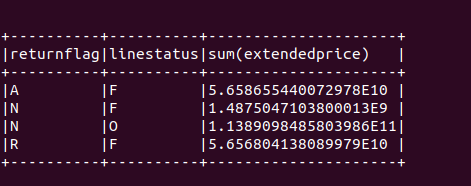 +----------+----------+--------------------+
|returnflag|linestatus|sum(extendedprice)  |
+----------+----------+--------------------+
|A         |F         |5.658655440072978E10 |
|N         |F         |1.4875047103800013E9 |
|N         |O         |1.1389098485803986E11|
|R         |F         |5.656804138089979E10 |
+----------+----------+--------------------+